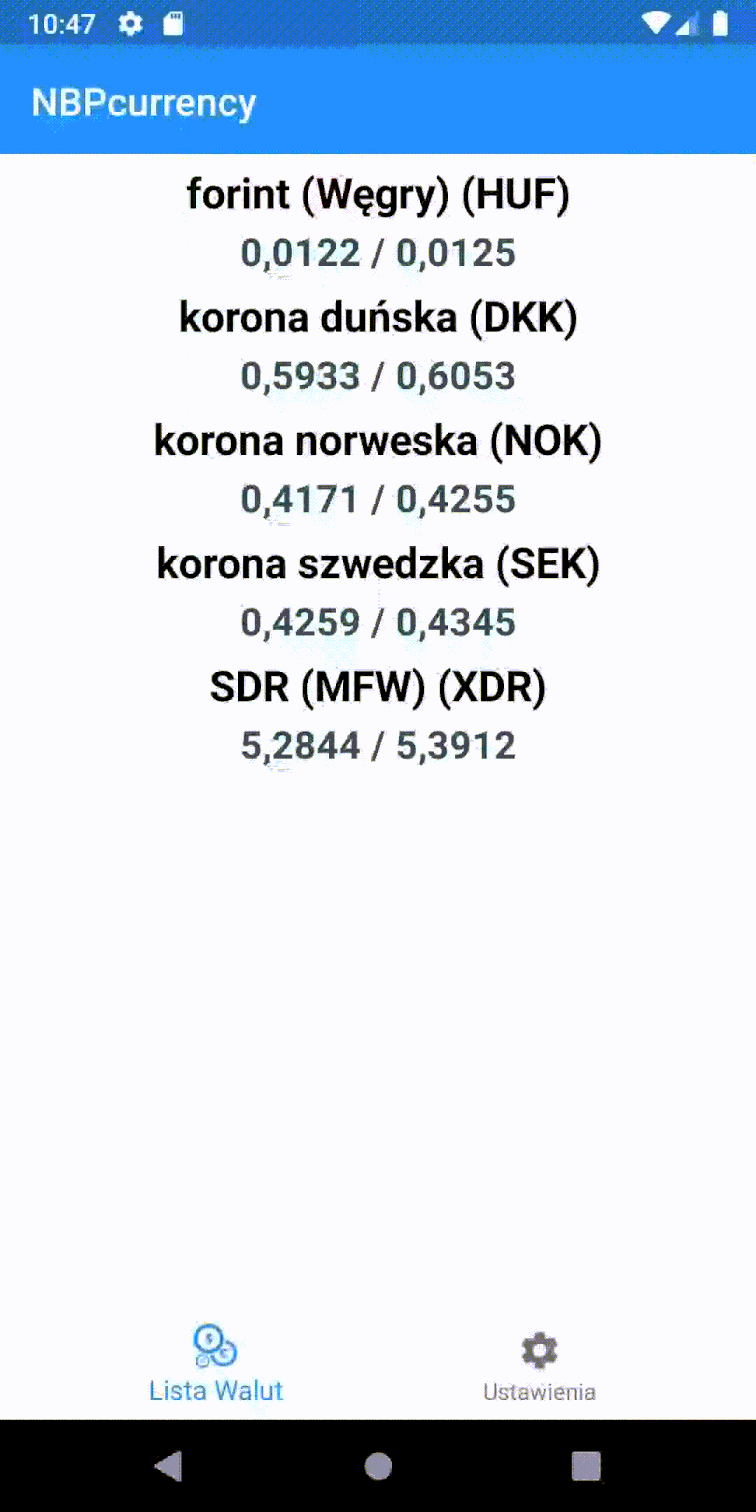 10:47
NBPcurrency
forint (Węgry) (HUF)
0,0122 / 0,0125
korona duńska (DKK)
0,5933 / 0,6053
korona norweska (NOK)
0,4171 / 0,4255
korona szwedzka (SEK)
0,4259 / 0,4345
SDR (MFW) (XDR)
5,2844 / 5,3912
Lista Walut
Ustawienia